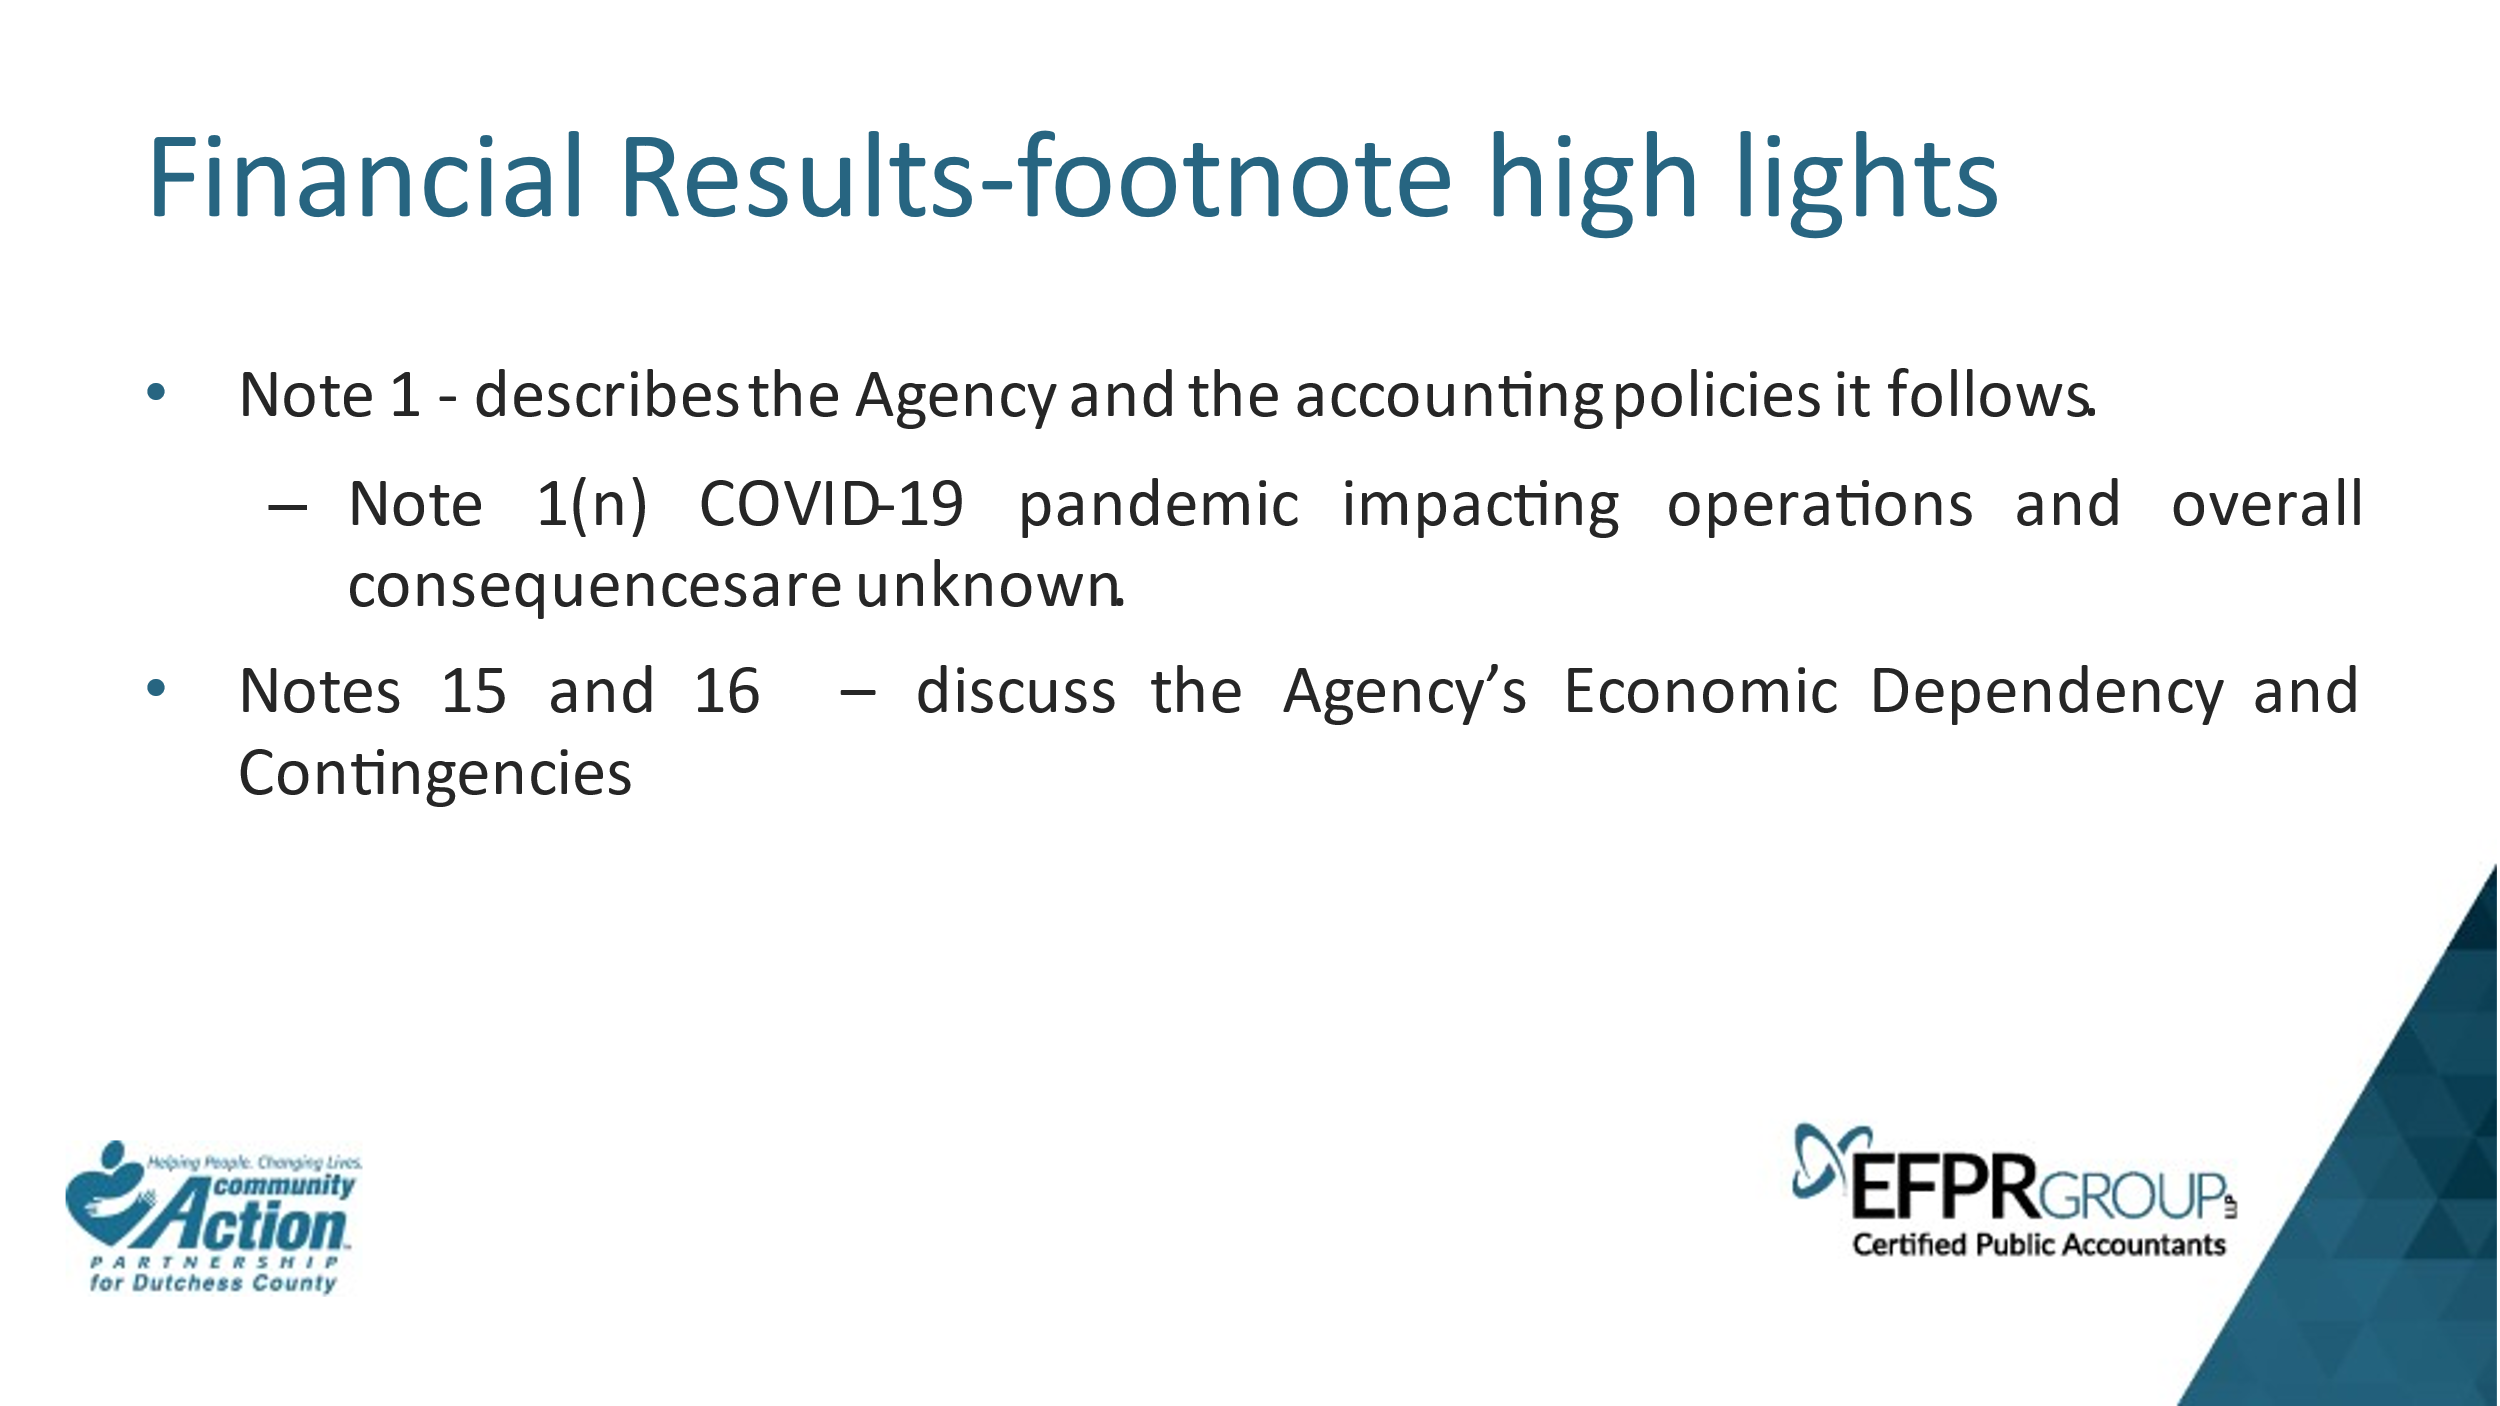 Financial Results-footnote high lights
• Note 1 - describes the Agency and the accounting policies it follows.
– Note 1(n) COVID-19 pandemic impacting operations and overall
consequences are unknown.
• Notes 15 and 16 – discuss the Agency’s Economic Dependency and
Contingencies
Helping People. Changing Lives.
community
Action
PARTNERSHIP
for Dutchess County
EFPRGROUP LLP
Certified Public Accountants